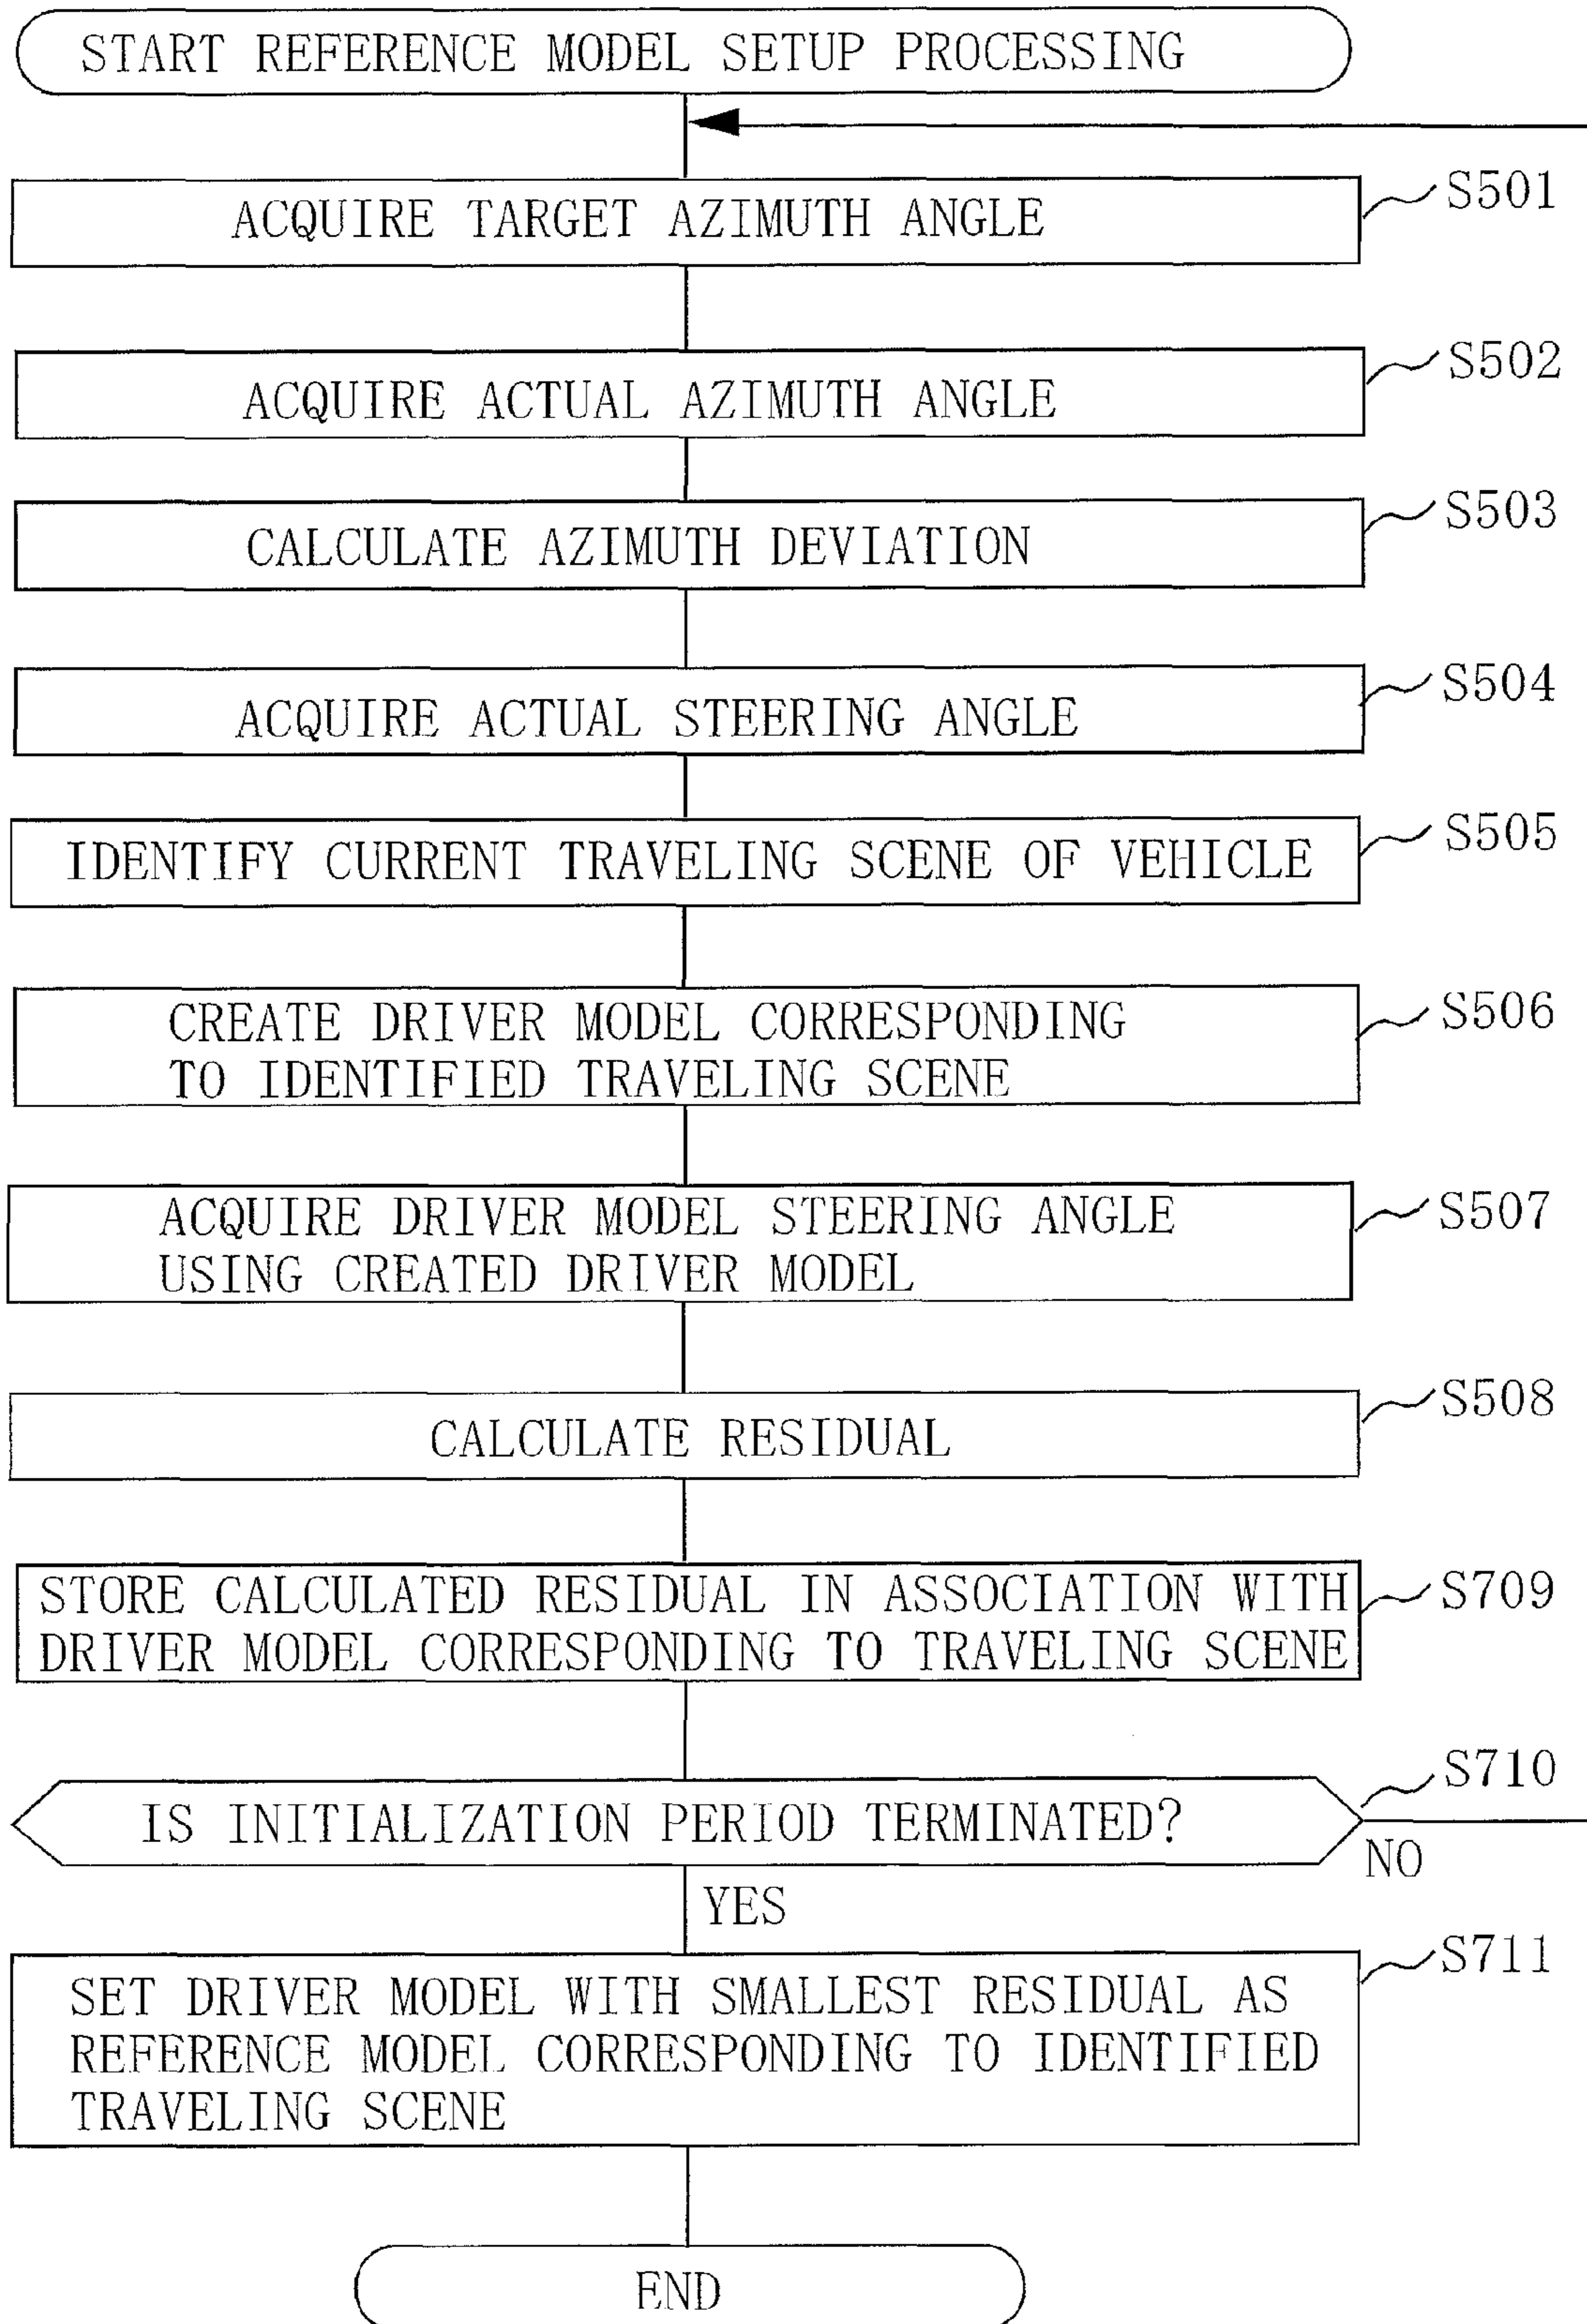 START REFERENCE MODEL SETUP PROCESSING
ACQUIRE TARGET AZIMUTH ANGLE
S501
ACQUIRE ACTUAL AZIMUTH ANGLE
S502
CALCULATE AZIMUTH DEVIATION
S503
ACQUIRE ACTUAL STEERING ANGLE
S504
IDENTIFY CURRENT TRAVELING SCENE OF VEHICLE
S505
CREATE DRIVER MODEL CORRESPONDING
TO IDENTIFIED TRAVELING SCENE
S506
ACQUIRE DRIVER MODEL STEERING ANGLE
USING CREATED DRIVER MODEL
S507
CALCULATE RESIDUAL
S508
STORE CALCULATED RESIDUAL IN ASSOCIATION WITH
DRIVER MODEL CORRESPONDING TO TRAVELING SCENE
S709
IS INITIALIZATION PERIOD TERMINATED?
S710
NO
YES
SET DRIVER MODEL WITH SMALLEST RESIDUAL AS
REFERENCE MODEL CORRESPONDING TO IDENTIFIED
TRAVELING SCENE
S711
END